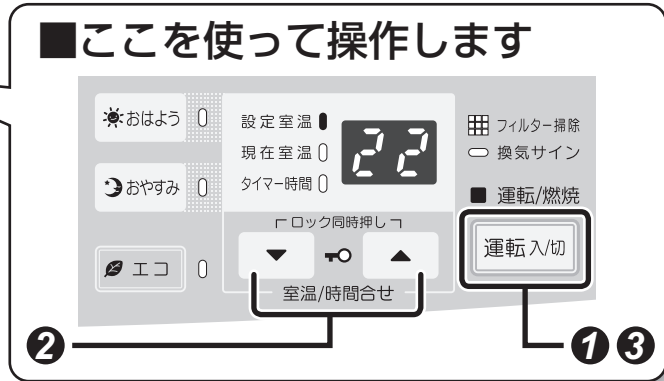 ■ここを使って操作します
おはよう
おやすみ
エコ
設定室温
現在室温
タイマー時間
22
ロック同時押し
▼ ▲
室温/時間合せ
フィルター掃除
換気サイン
■ 運転/燃焼
運転入/切
❷
❶❸